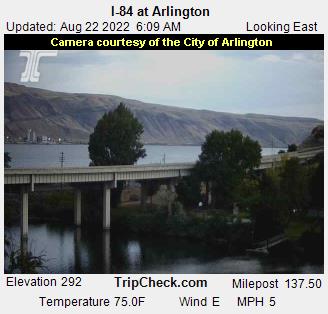 I-84 at Arlington
Updated: Aug 22 2022 6:09 AM Looking East
Camera courtesy of the City of Arlington
Elevation 292 TripCheck.com Milepost 137.50
Temperature 75.0F Wind E MPH 5